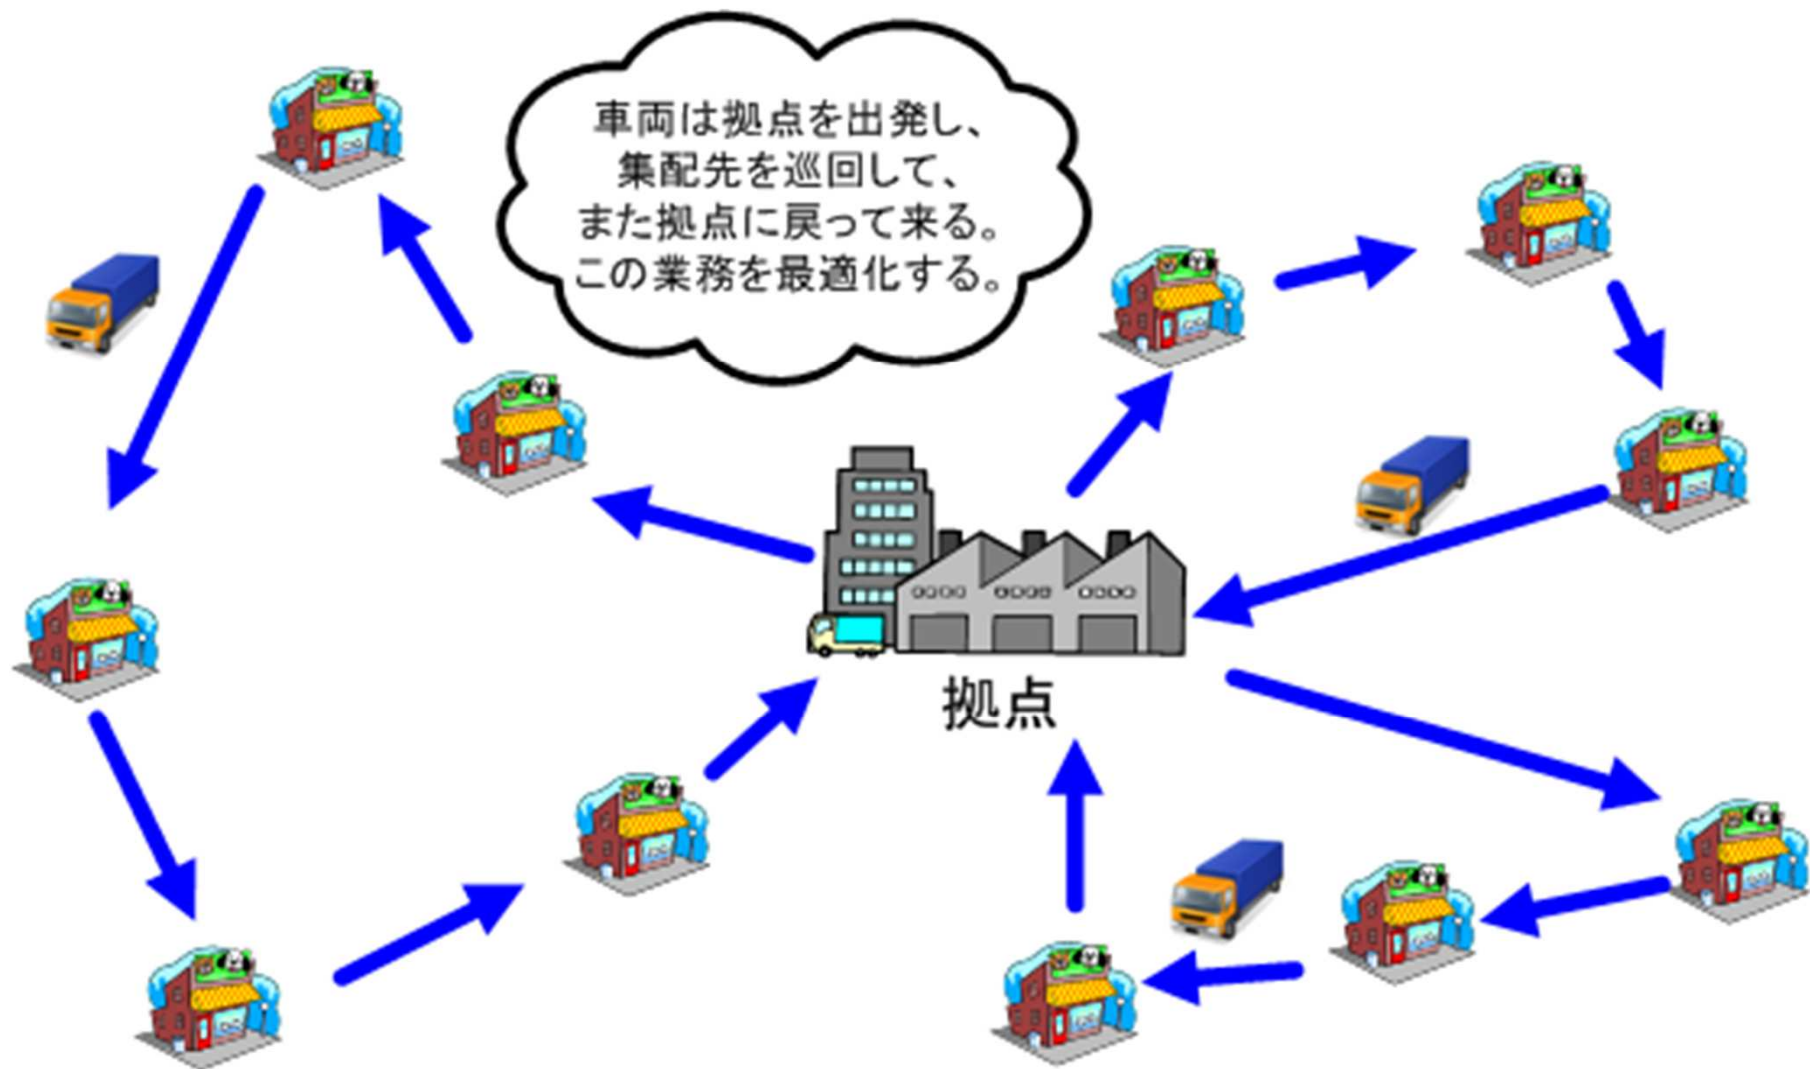 車両は拠点を出発し、
集配先を巡回して、
また拠点に戻って来る。
この業務を最適化する。
拠点